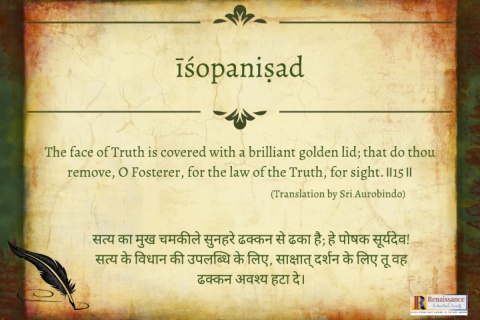 īśopaniṣad
The face of Truth is covered with a brilliant golden lid; that do thou
remove, O Fosterer, for the law of the Truth, for sight. ॥15॥
(Translation by Sri Aurobindo)
सत्य का मुख चमकीले सुनहरे ढक्कन से ढका है; हे पोषक सूर्यदेव!
सत्य के विधान की उपलब्धि के लिए, साक्षात् दर्शन के लिए तू वह
ढक्कन अवश्य हटा दे।
Renaissance